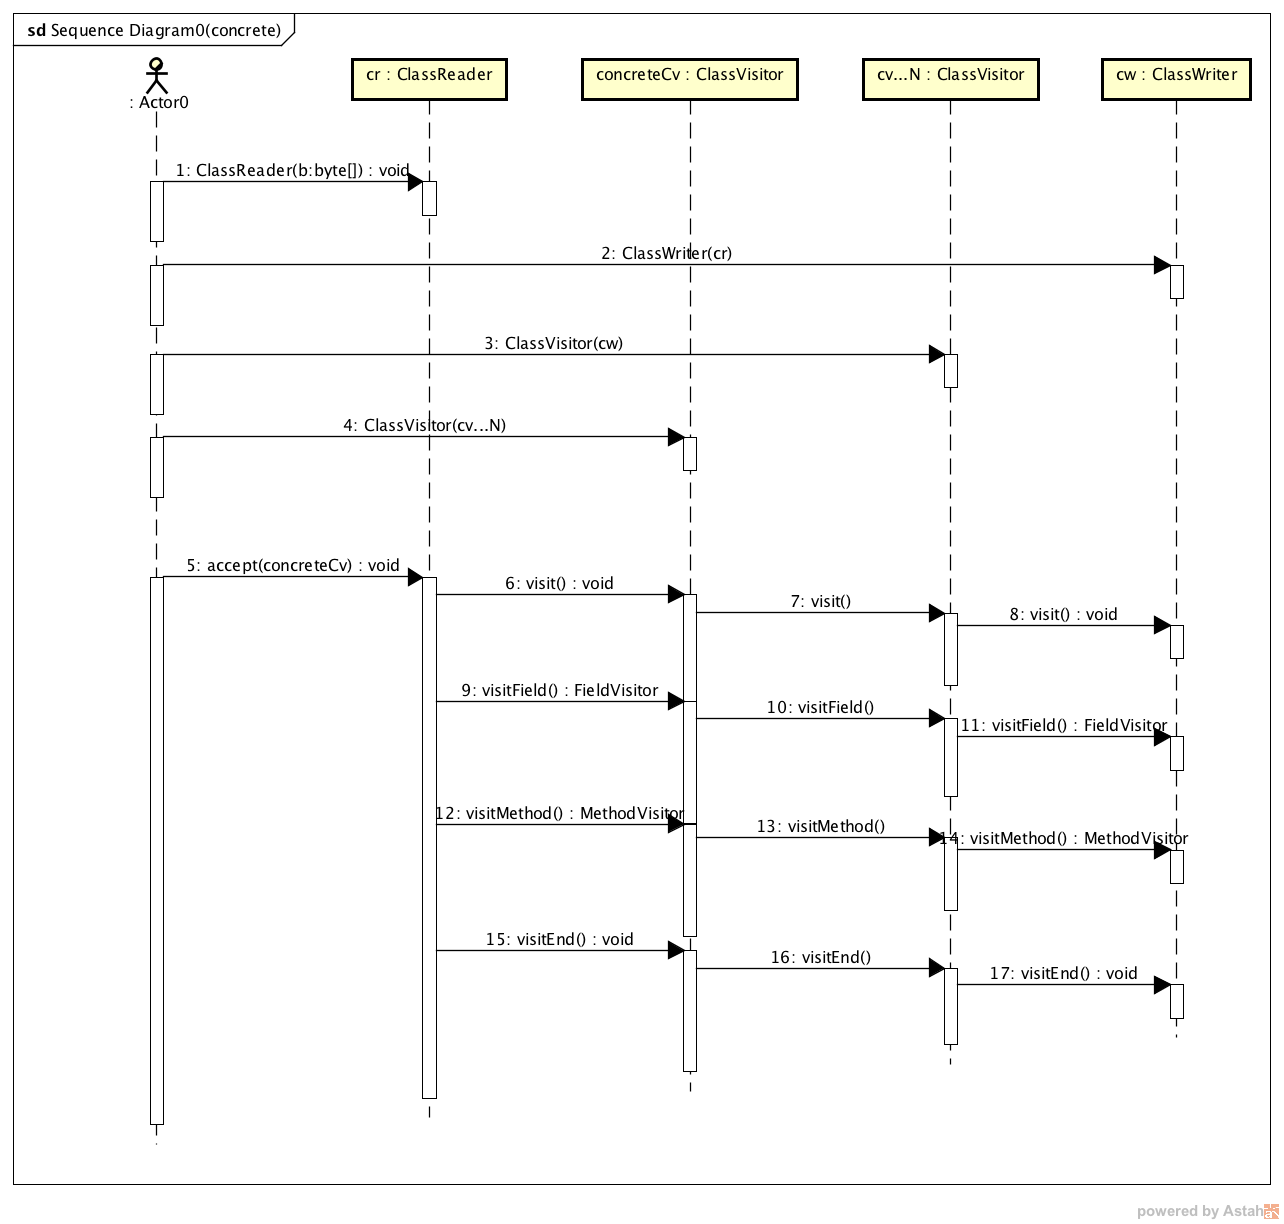 sd Sequence Diagram0(concrete)
: Actor0
cr : ClassReader
concreteCv : ClassVisitor
cv...N : ClassVisitor
cw : ClassWriter
1: ClassReader(b:byte[]) : void
2: ClassWriter(cr)
3: ClassVisitor(cw)
4: ClassVisitor(cv...N)
5: accept(concreteCv) : void
6: visit() : void
7: visit()
8: visit() : void
9: visitField() : FieldVisitor
10: visitField()
11: visitField() : FieldVisitor
12: visitMethod() : MethodVisitor
13: visitMethod()
14: visitMethod() : MethodVisitor
15: visitEnd() : void
16: visitEnd()
17: visitEnd() : void
powered by Astah